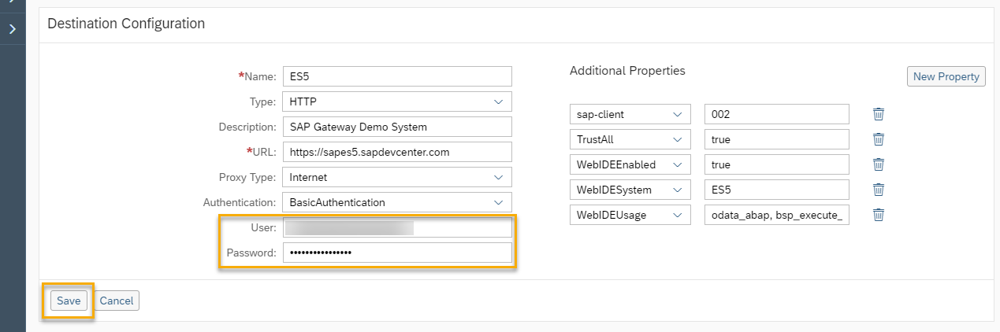 Destination Configuration
*Name: ES5
Type: HTTP
Description: SAP Gateway Demo System
*URL: https://sapes5.sapdevcenter.com
Proxy Type: Internet
Authentication: BasicAuthentication
User:
Password: ••••••••••••••••
Additional Properties
New Property
sap-client 002
TrustAll true
WebIDEEnabled true
WebIDESystem ES5
WebIDEUsage odata_abap, bsp_execute_
Save Cancel